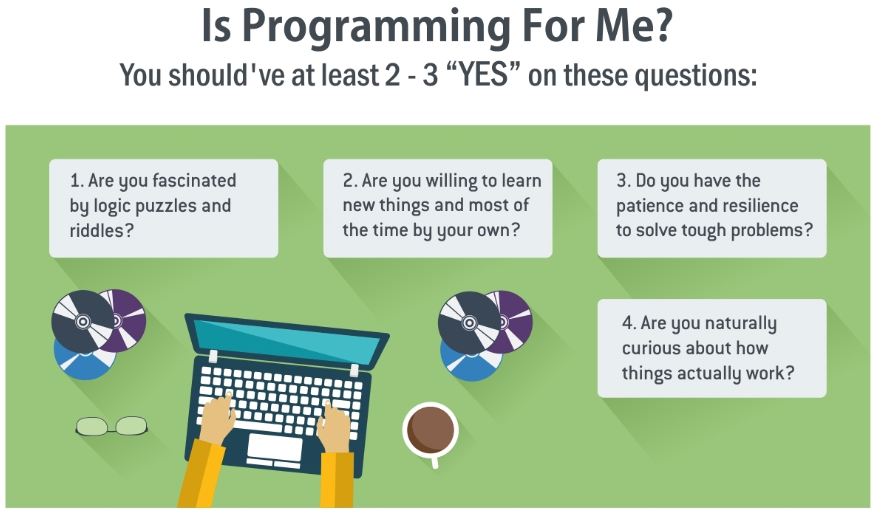 Is Programming For Me?
You should've at least 2 - 3 “YES” on these questions:
1. Are you fascinated
by logic puzzles and
riddles?
2. Are you willing to learn
new things and most of
the time by your own?
3. Do you have the
patience and resilience
to solve tough problems?
4. Are you naturally
curious about how
things actually work?